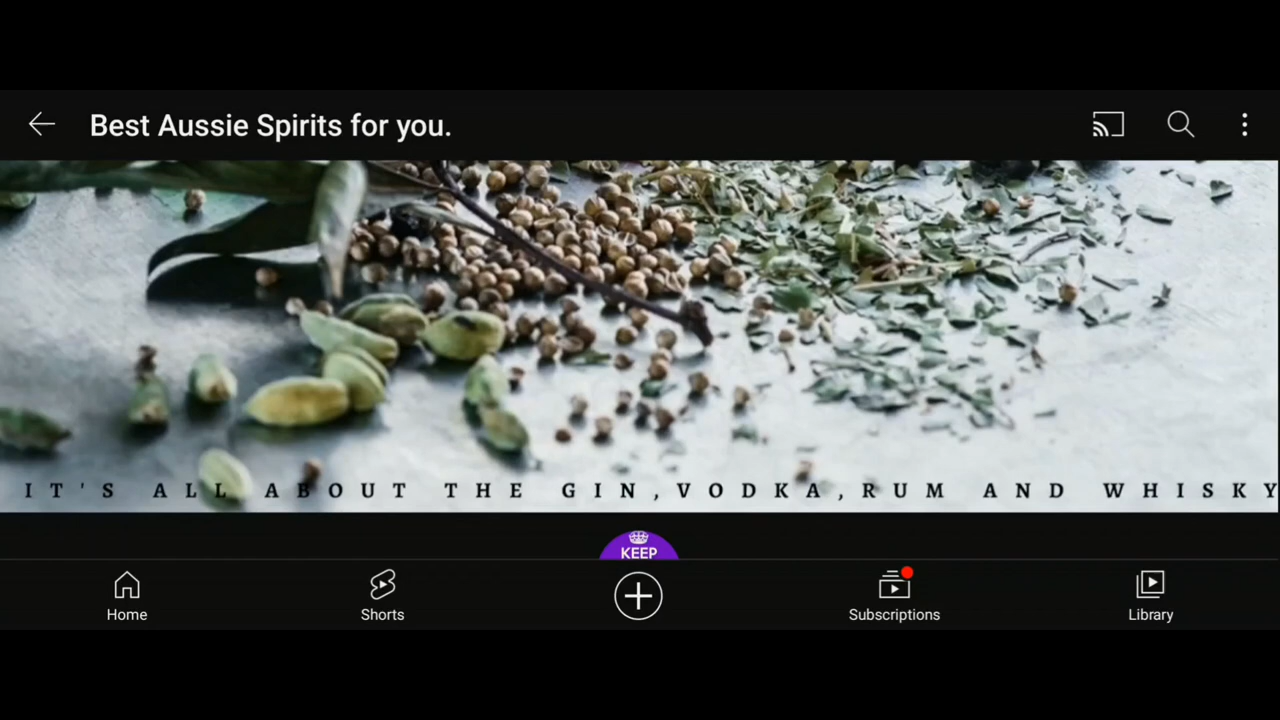 Best Aussie Spirits for you.
IT'S ALL ABOUT THE GIN,VODKA,RUM AND WHISKY
KEEP
Home
Shorts
Subscriptions
Library